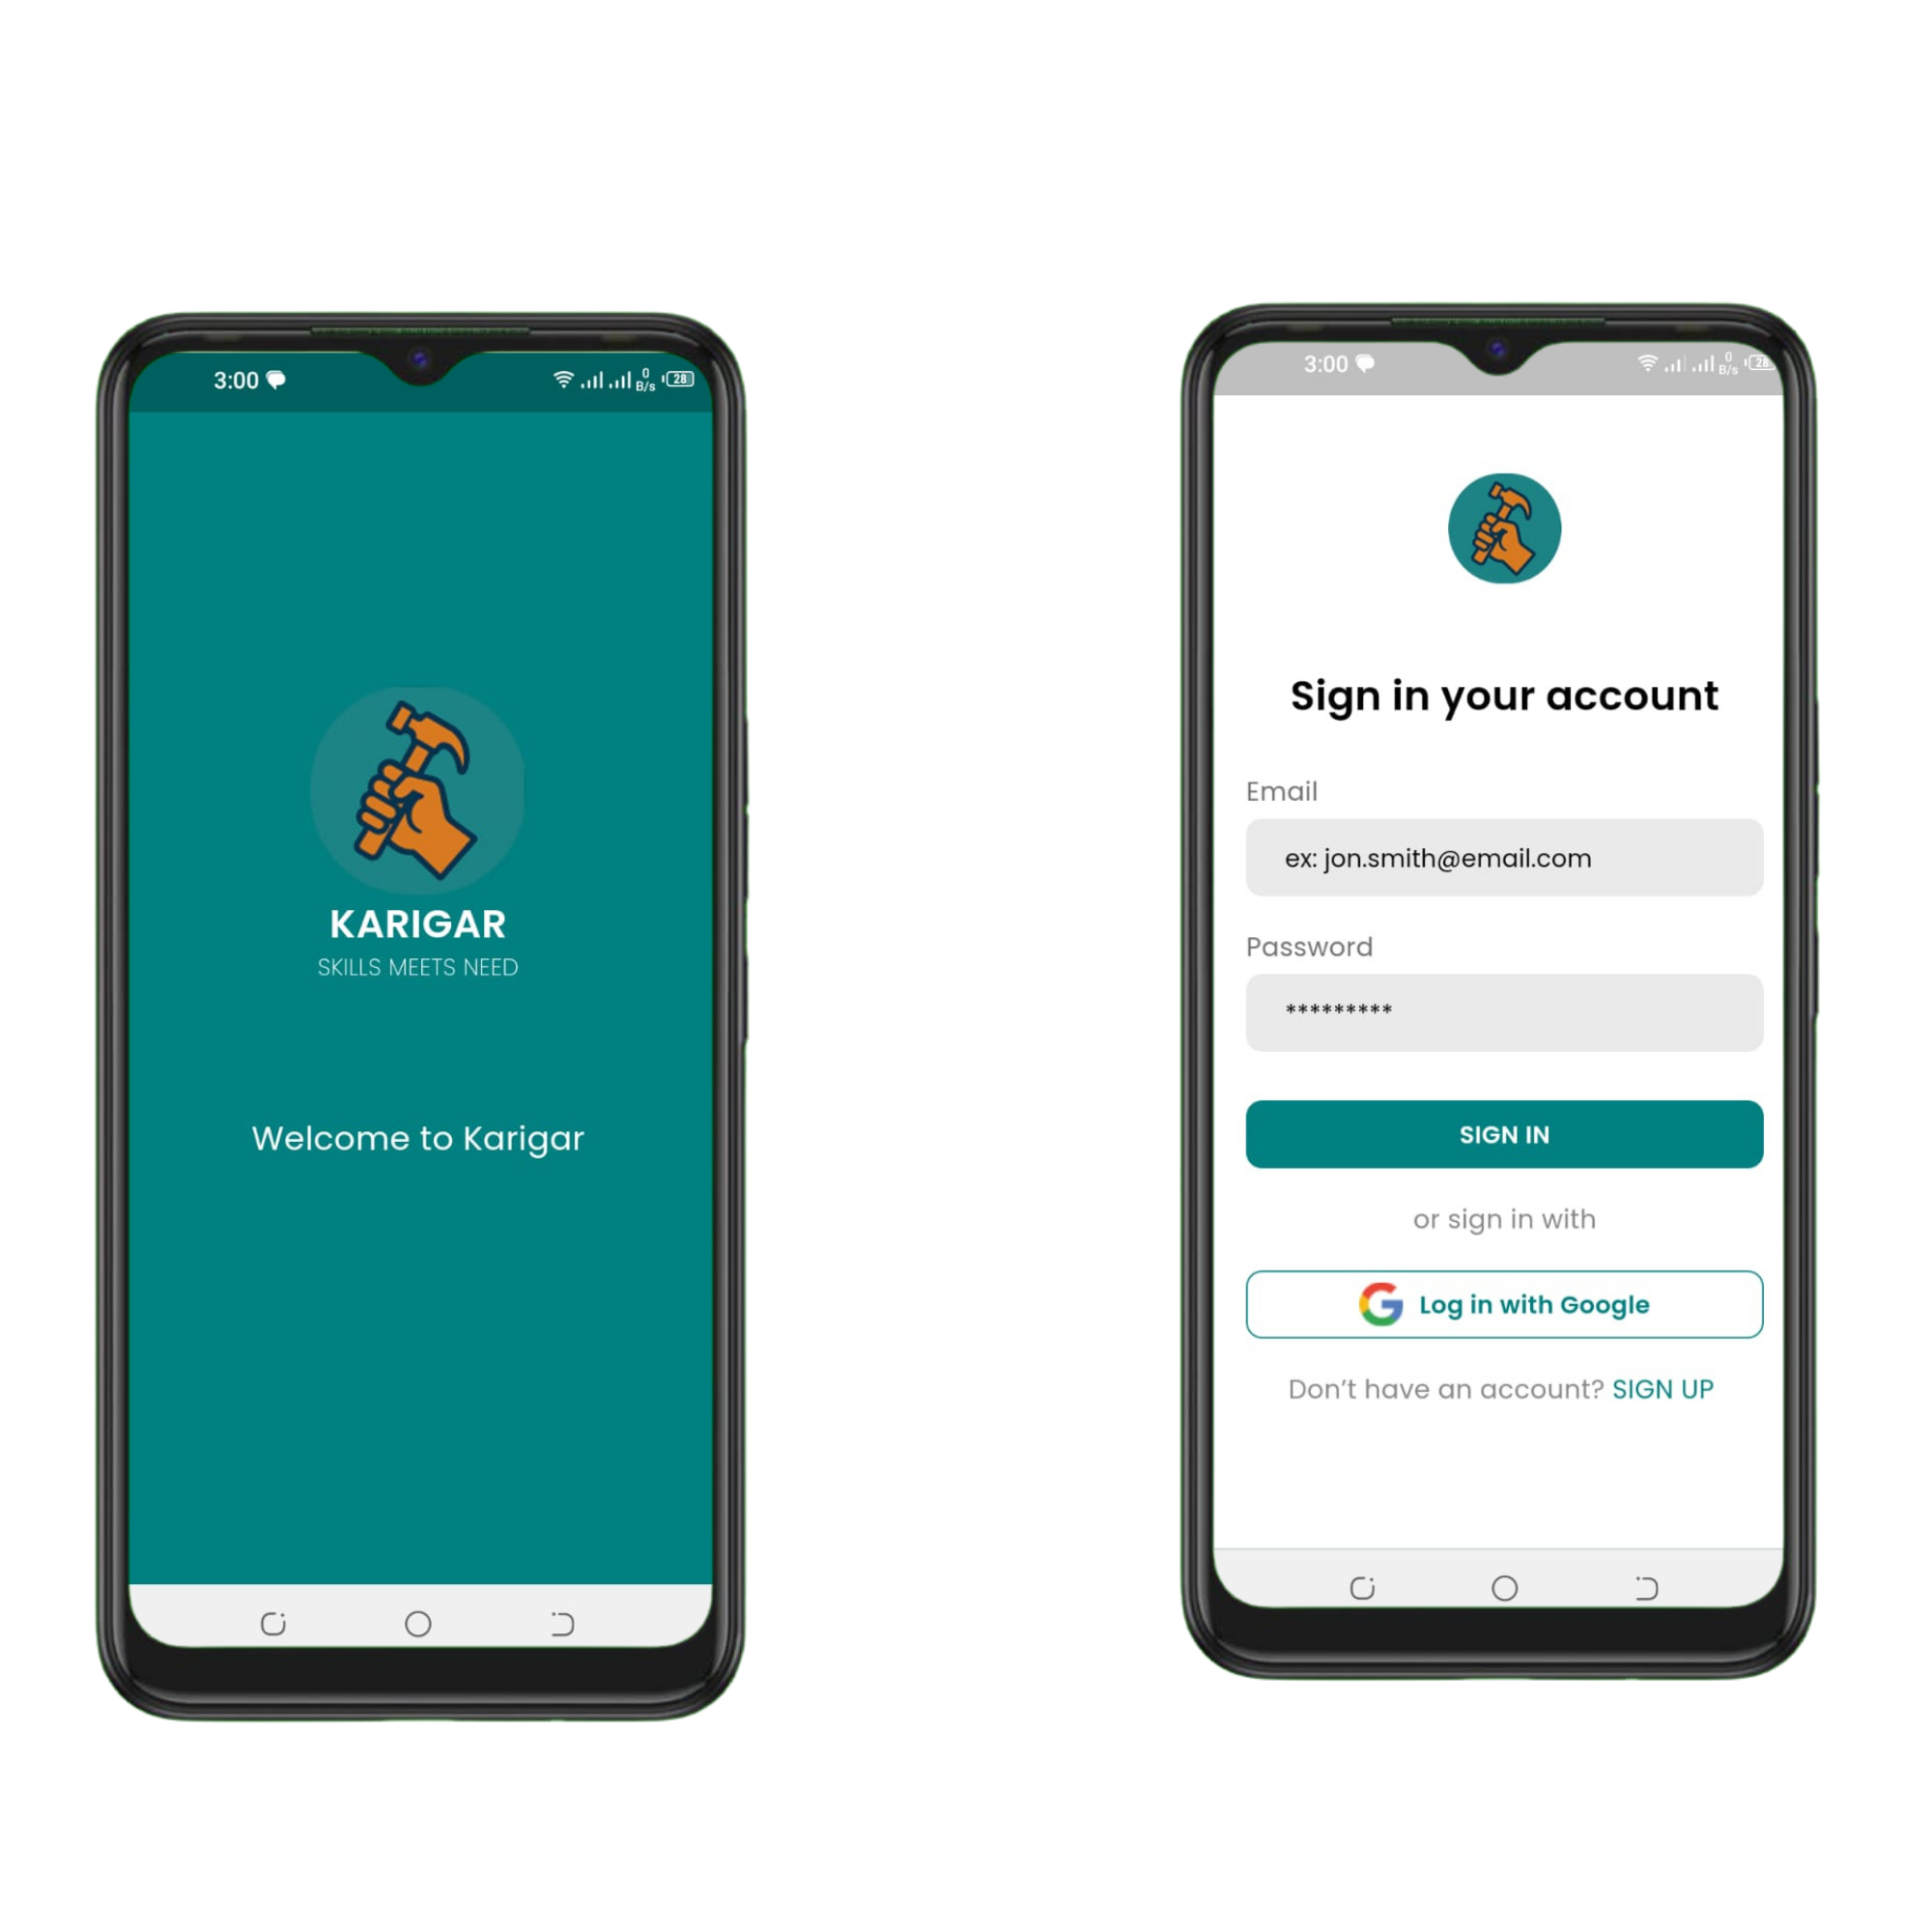 3:00
0
B/s
28
KARIGAR
SKILLS MEETS NEED
Welcome to Karigar
3:00
0
B/s
28
Sign in your account
Email
ex: jon.smith@email.com
Password
*********
SIGN IN
or sign in with
Log in with Google
Don't have an account? SIGN UP